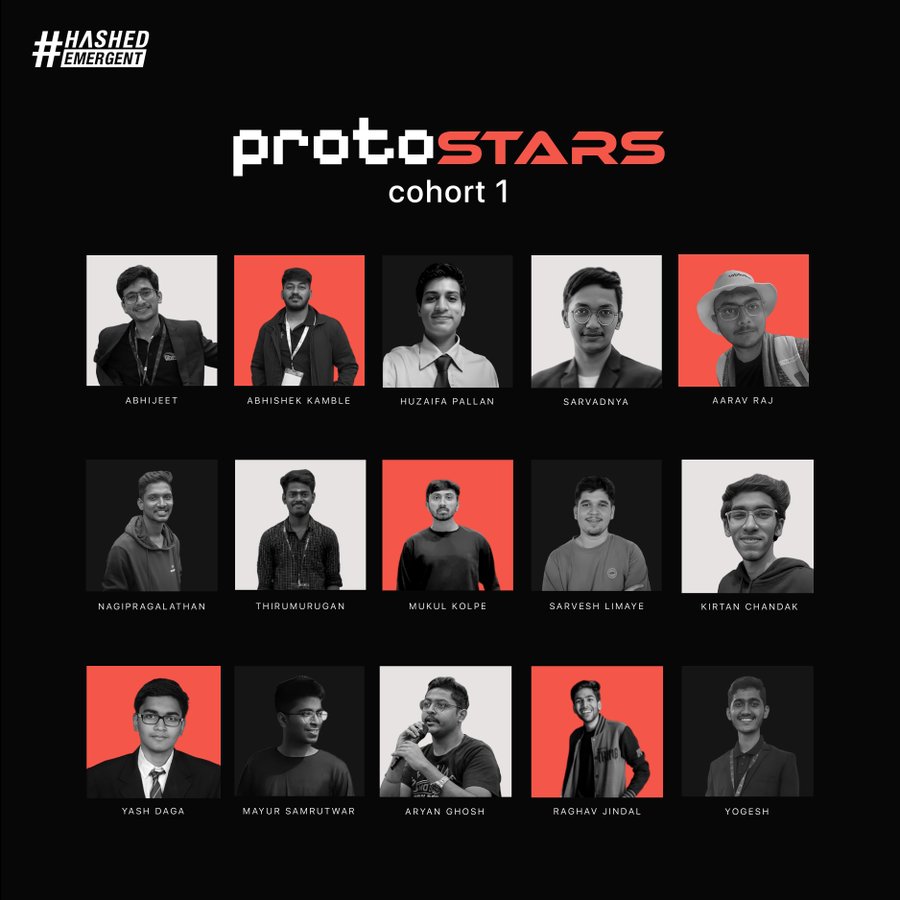 #HASHED
EMERGENT
protoSTARS
cohort 1
ABHIJEET
ABHISHEK KAMBLE
HUZAIFA PALLAN
SARVADNYA
AARAV RAJ
NAGIPRAGALATHAN
THIRUMURUGAN
MUKUL KOLPE
SARVESH LIMAYE
KIRTAN CHANDAK
YASH DAGA
MAYUR SAMRUTWAR
ARYAN GHOSH
RAGHAV JINDAL
YOGESH